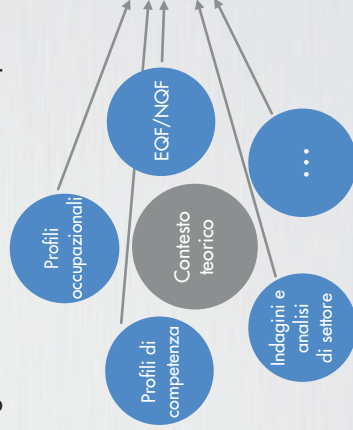 Profili
occupazionali
EQF/NQF
Profili di
competenza
Contesto
teorico
Indagini e
analisi
di settore
...